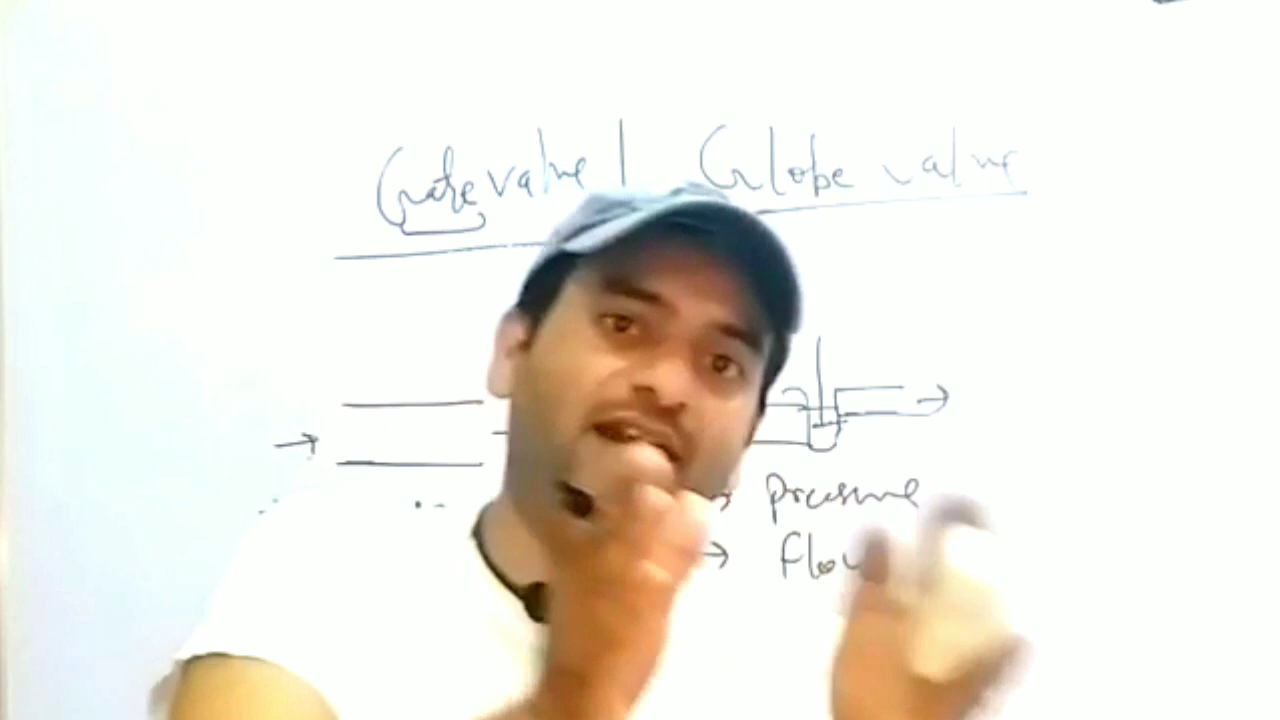 Gate valve | Globe valve
→ Pressure
→ flow